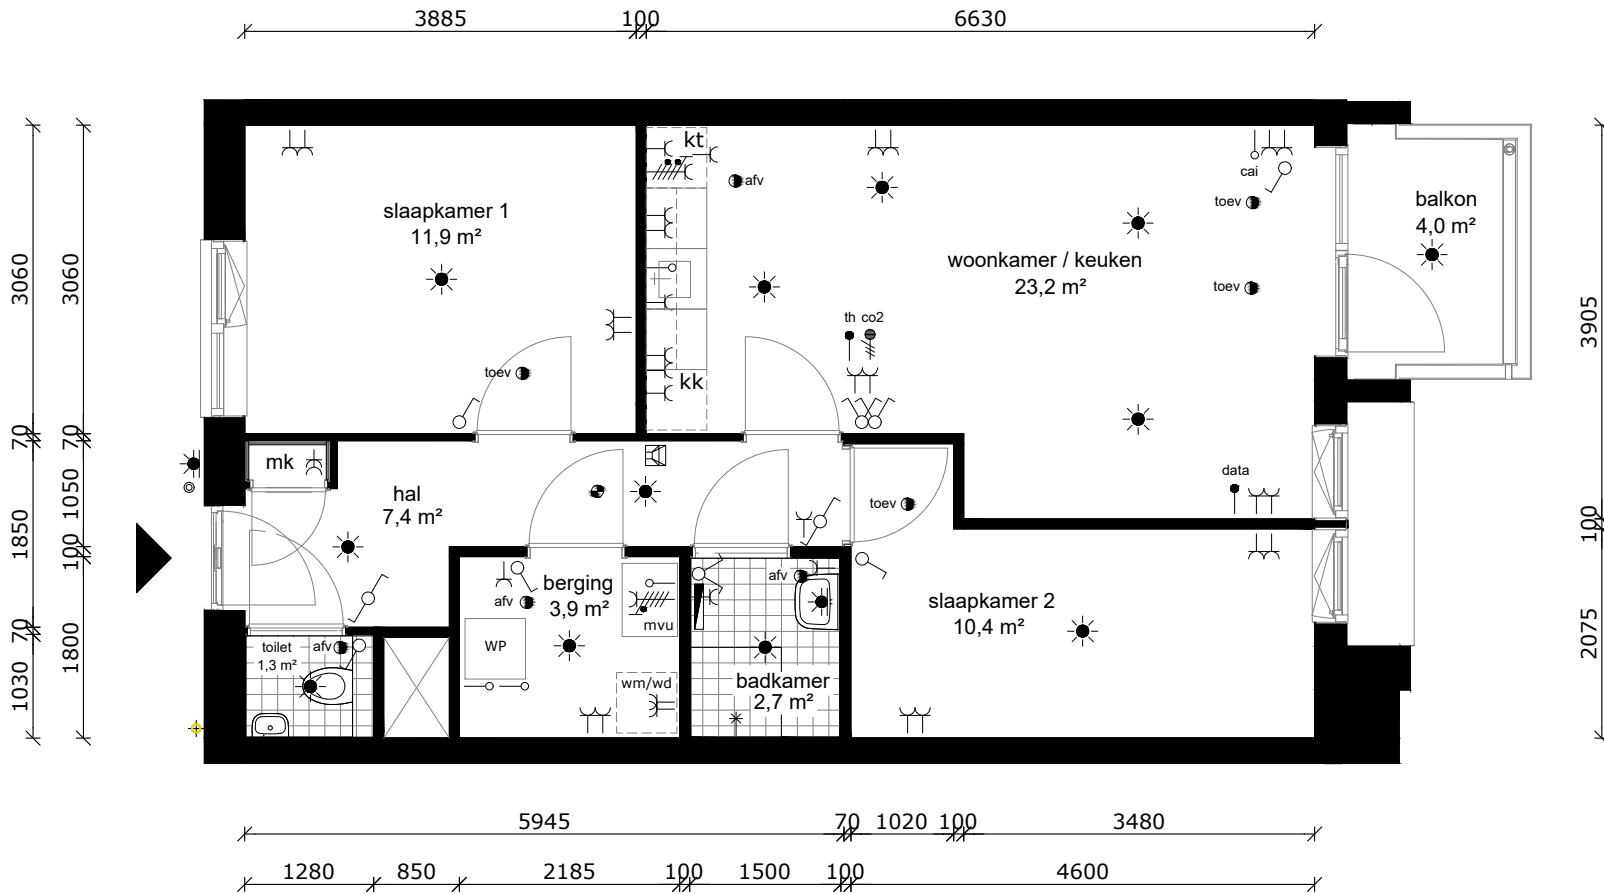 3885
100
6630
3060
70
1850
70
1030
3060
70
1050
100
1800
slaapkamer 1
11,9 m²
toev
kt
afv
kk
woonkamer / keuken
23,2 m²
th co2
cai
toev
toev
data
balkon
4,0 m²
3905
100
2075
mk
hal
7,4 m²
toev
toilet
1,3 m²
afv
berging
3,9 m²
afv
WP
mvu
wm/wd
afv
badkamer
2,7 m²
slaapkamer 2
10,4 m²
5945
70
1020
100
3480
1280
850
2185
100
1500
100
4600